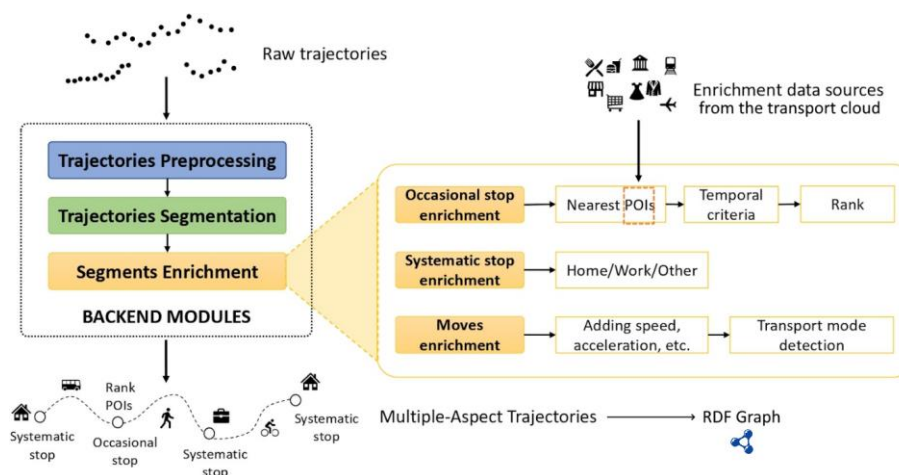 Raw trajectories
Enrichment data sources
from the transport cloud
Trajectories Preprocessing
Trajectories Segmentation
Segments Enrichment
BACKEND MODULES
Occasional stop
enrichment
Nearest POIs
Temporal
criteria
Rank
Systematic stop
enrichment
Home/Work/Other
Moves
enrichment
Adding speed,
acceleration, etc.
Transport mode
detection
Rank
POIs
Systematic
stop
Occasional
stop
Systematic
stop
Systematic
stop
Multiple-Aspect Trajectories
RDF Graph